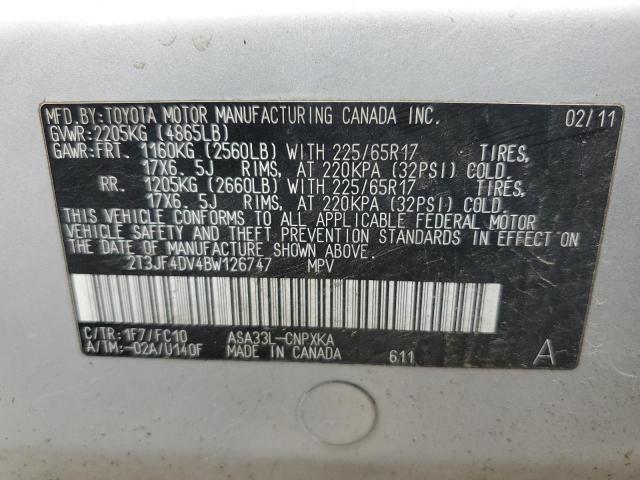 MFD.BY:TOYOTA MOTOR MANUFACTURING CANADA INC. 02/11
GVWR:2205KG (4865LB)
GAWR:FRT. 1160KG (2560LB) WITH 225/65R17 TIRES,
17X6. 5J RIMS, AT 220KPA (32PSI) COLD.
RR. 1205KG (2660LB) WITH 225/65R17 TIRES,
17X6. 5J RIMS, AT 220KPA (32PSI) COLD.
THIS VEHICLE CONFORMS TO ALL APPLICABLE FEDERAL MOTOR
VEHICLE SAFETY AND THEFT PREVENTION STANDARDS IN EFFECT ON
THE DATE OF MANUFACTURE SHOWN ABOVE.
2T3JF4DV4BW126747 MPV
C/TR: 1F7/FC10 ASA33L-CNPXKA
A/TM:-02A/U140F MADE IN CANADA 611 A